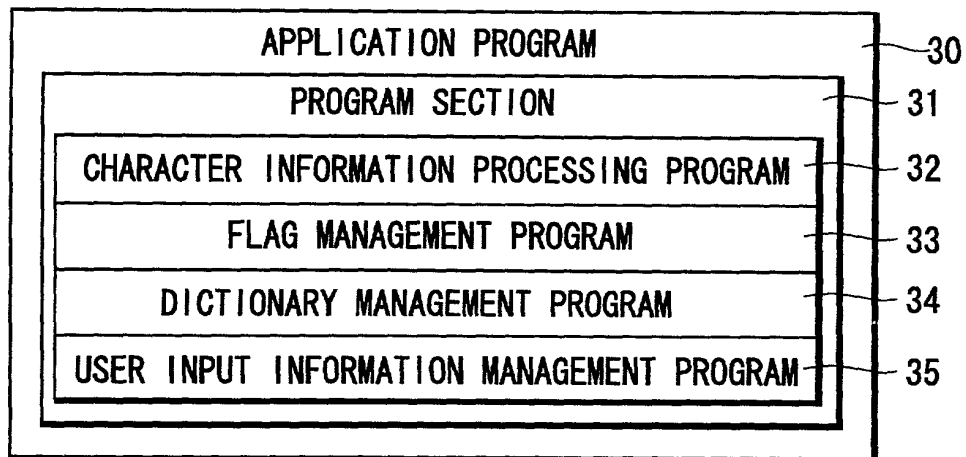 APPLICATION PROGRAM 30
PROGRAM SECTION 31
CHARACTER INFORMATION PROCESSING PROGRAM 32
FLAG MANAGEMENT PROGRAM 33
DICTIONARY MANAGEMENT PROGRAM 34
USER INPUT INFORMATION MANAGEMENT PROGRAM 35